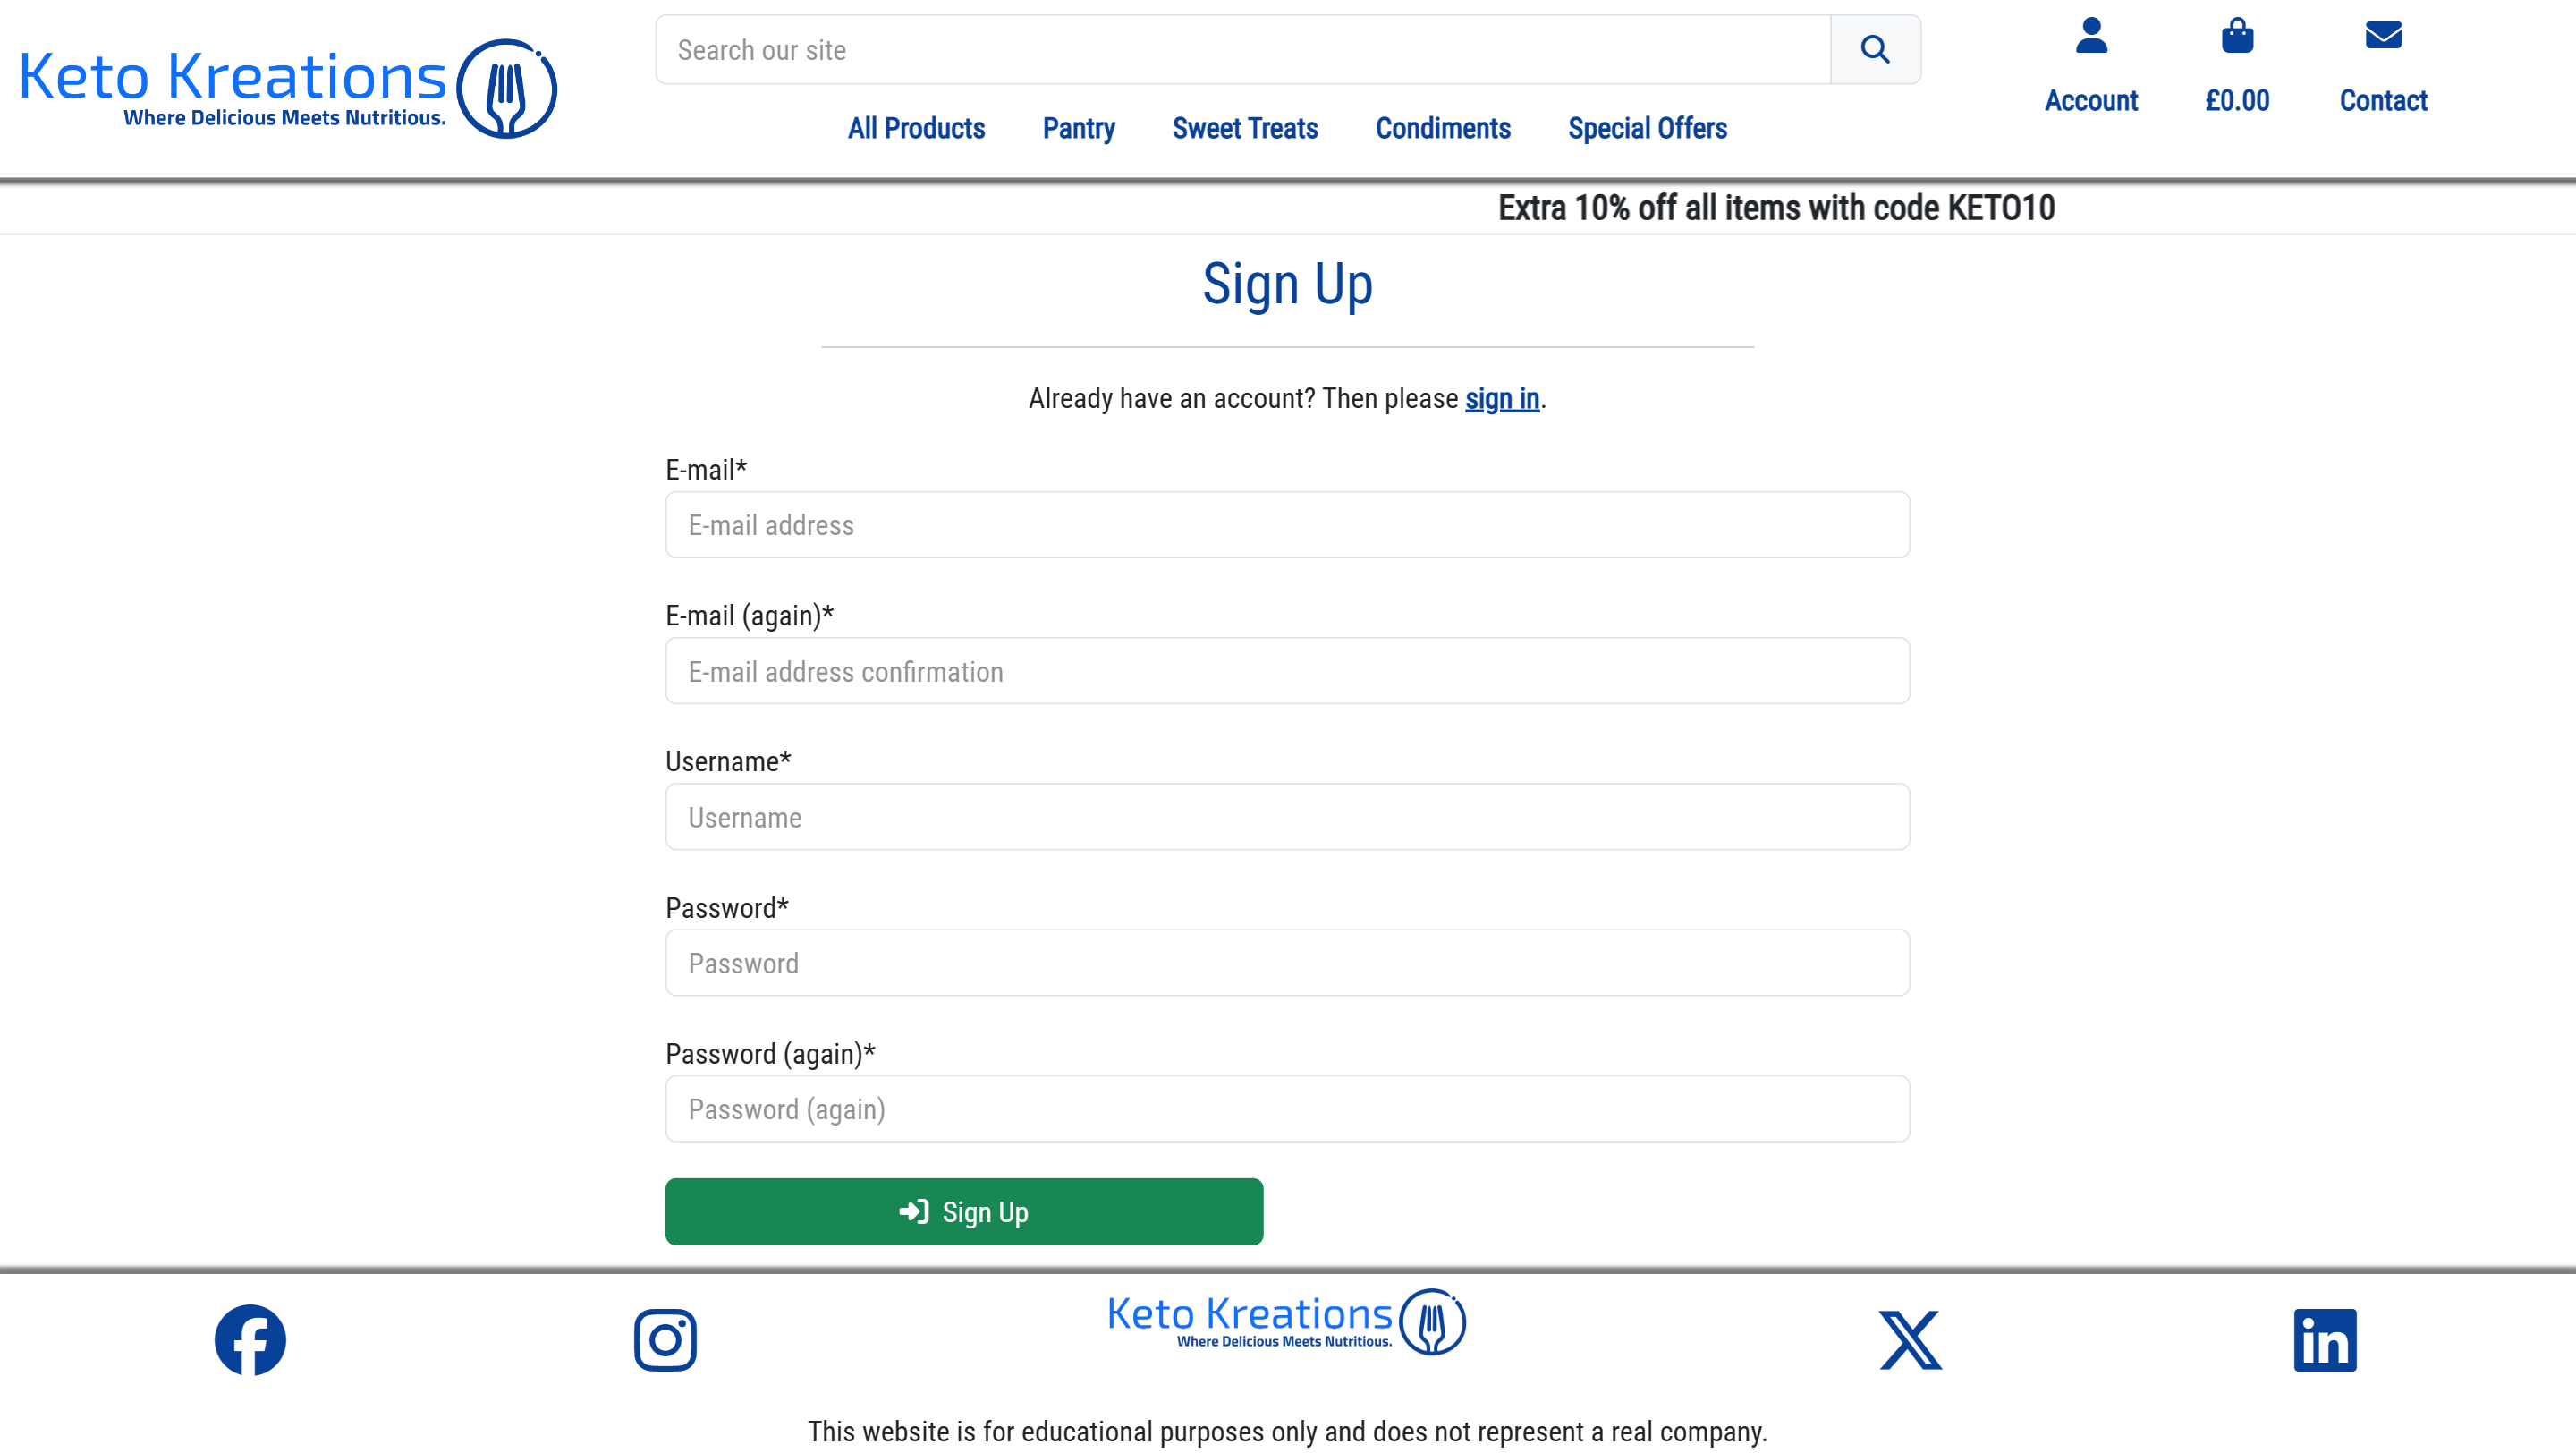 Keto Kreations
Where Delicious Meets Nutritious.
Search our site
All Products Pantry Sweet Treats Condiments Special Offers
Account £0.00 Contact
Extra 10% off all items with code KETO10
Sign Up
Already have an account? Then please sign in.
E-mail*
E-mail address
E-mail (again)*
E-mail address confirmation
Username*
Username
Password*
Password
Password (again)*
Password (again)
Sign Up
Keto Kreations
Where Delicious Meets Nutritious.
This website is for educational purposes only and does not represent a real company.